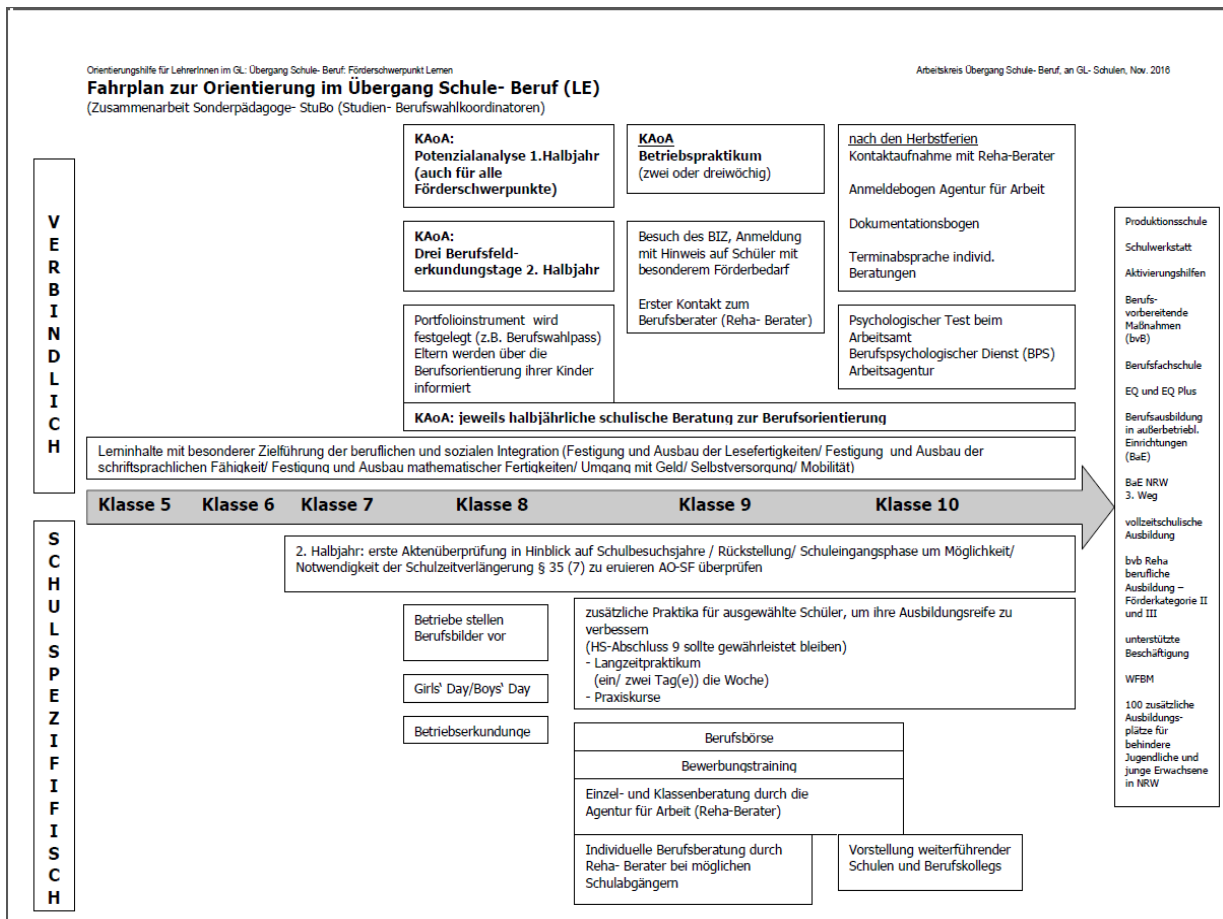 Orientierungshilfe für LehrerInnen im GL: Übergang Schule- Beruf: Förderschwerpunkt Lernen
Arbeitskreis Übergang Schule- Beruf, an GL- Schulen, Nov. 2016
Fahrplan zur Orientierung im Übergang Schule- Beruf (LE)
(Zusammenarbeit Sonderpädagoge- StuBo (Studien- Berufswahlkoordinatoren)
VERBINDLICH
KAoA:
Potenzialanalyse 1.Halbjahr
(auch für alle
Förderschwerpunkte)
KAoA
Betriebspraktikum
(zwei oder dreiwöchig)
nach den Herbstferien
Kontaktaufnahme mit Reha-Berater
Anmeldebogen Agentur für Arbeit
Dokumentationsbogen
Terminabsprache individ.
Beratungen
KAoA:
Drei Berufsfeld-
erkundungstage 2. Halbjahr
Besuch des BIZ, Anmeldung
mit Hinweis auf Schüler mit
besonderem Förderbedarf
Erster Kontakt zum
Berufsberater (Reha- Berater)
Portfolioinstrument wird
festgelegt (z.B. Berufswahlpass)
Eltern werden über die
Berufsorientierung ihrer Kinder
informiert
Psychologischer Test beim
Arbeitsamt
Berufspsychologischer Dienst (BPS)
Arbeitsagentur
KAoA: jeweils halbjährliche schulische Beratung zur Berufsorientierung
Lerninhalte mit besonderer Zielführung der beruflichen und sozialen Integration (Festigung und Ausbau der Lesefertigkeiten/ Festigung und Ausbau der
schriftsprachlichen Fähigkeit/ Festigung und Ausbau mathematischer Fertigkeiten/ Umgang mit Geld/ Selbstversorgung/ Mobilität)
Klasse 5 Klasse 6 Klasse 7 Klasse 8 Klasse 9 Klasse 10
SCHULSPEZIFIFISCH
2. Halbjahr: erste Aktenüberprüfung in Hinblick auf Schulbesuchsjahre / Rückstellung/ Schuleingangsphase um Möglichkeit/
Notwendigkeit der Schulzeitverlängerung § 35 (7) zu eruieren AO-SF überprüfen
Betriebe stellen
Berufsbilder vor
Girls' Day/Boys' Day
Betriebserkundunge
zusätzliche Praktika für ausgewählte Schüler, um ihre Ausbildungsreife zu
verbessern
(HS-Abschluss 9 sollte gewährleistet bleiben)
- Langzeitpraktikum
(ein/ zwei Tag(e)) die Woche)
- Praxiskurse
Berufsbörse
Bewerbungstraining
Einzel- und Klassenberatung durch die
Agentur für Arbeit (Reha-Berater)
Individuelle Berufsberatung durch
Reha- Berater bei möglichen
Schulabgängern
Vorstellung weiterführender
Schulen und Berufskollegs
Produktionsschule
Schulwerkstatt
Aktivierungshilfen
Berufs-
vorbereitende
Maßnahmen
(bvB)
Berufsfachschule
EQ und EQ Plus
Berufsausbildung
in außerbetriebl.
Einrichtungen
(BaE)
BaE NRW
3. Weg
vollzeitschulische
Ausbildung
bvb Reha
berufliche
Ausbildung –
Förderkategorie II
und III
unterstützte
Beschäftigung
WFBM
100 zusätzliche
Ausbildungs-
plätze für
behindere
Jugendliche und
junge Erwachsene
in NRW